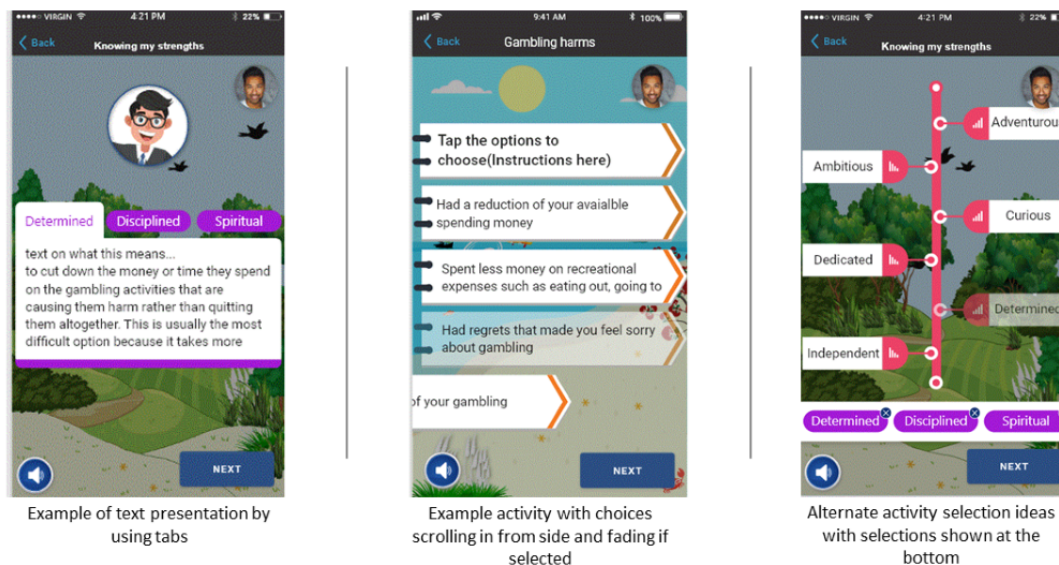 VIRGIN 4:21 PM 22%
Back Knowing my strengths
Determined Disciplined Spiritual
text on what this means...
to cut down the money or time they spend
on the gambling activities that are
causing them harm rather than quitting
them altogether. This is usually the most
difficult option because it takes more
NEXT
Example of text presentation by
using tabs
9:41 AM 100%
Back Gambling harms
Tap the options to
choose(Instructions here)
Had a reduction of your avaialble
spending money
Spent less money on recreational
expenses such as eating out, going to
Had regrets that made you feel sorry
about gambling
of your gambling
NEXT
Example activity with choices
scrolling in from side and fading if
selected
VIRGIN 4:21 PM 22%
Back Knowing my strengths
Adventurou
Ambitious
Curious
Dedicated
Determined
Independent
Determined Disciplined Spiritual
NEXT
Alternate activity selection ideas
with selections shown at the
bottom